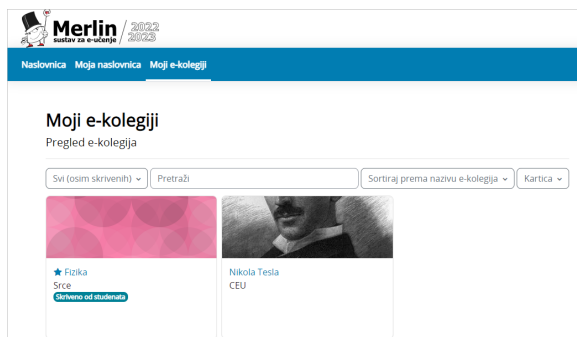 Merlin / 2022
sustav za e-učenje / 2023
Naslovnica Moja naslovnica Moji e-kolegiji
Moji e-kolegiji
Pregled e-kolegija
Svi (osim skrivenih) Pretraži Sortiraj prema nazivu e-kolegija Kartica
Fizika
Srce
Skriveno od studenata
Nikola Tesla
CEU